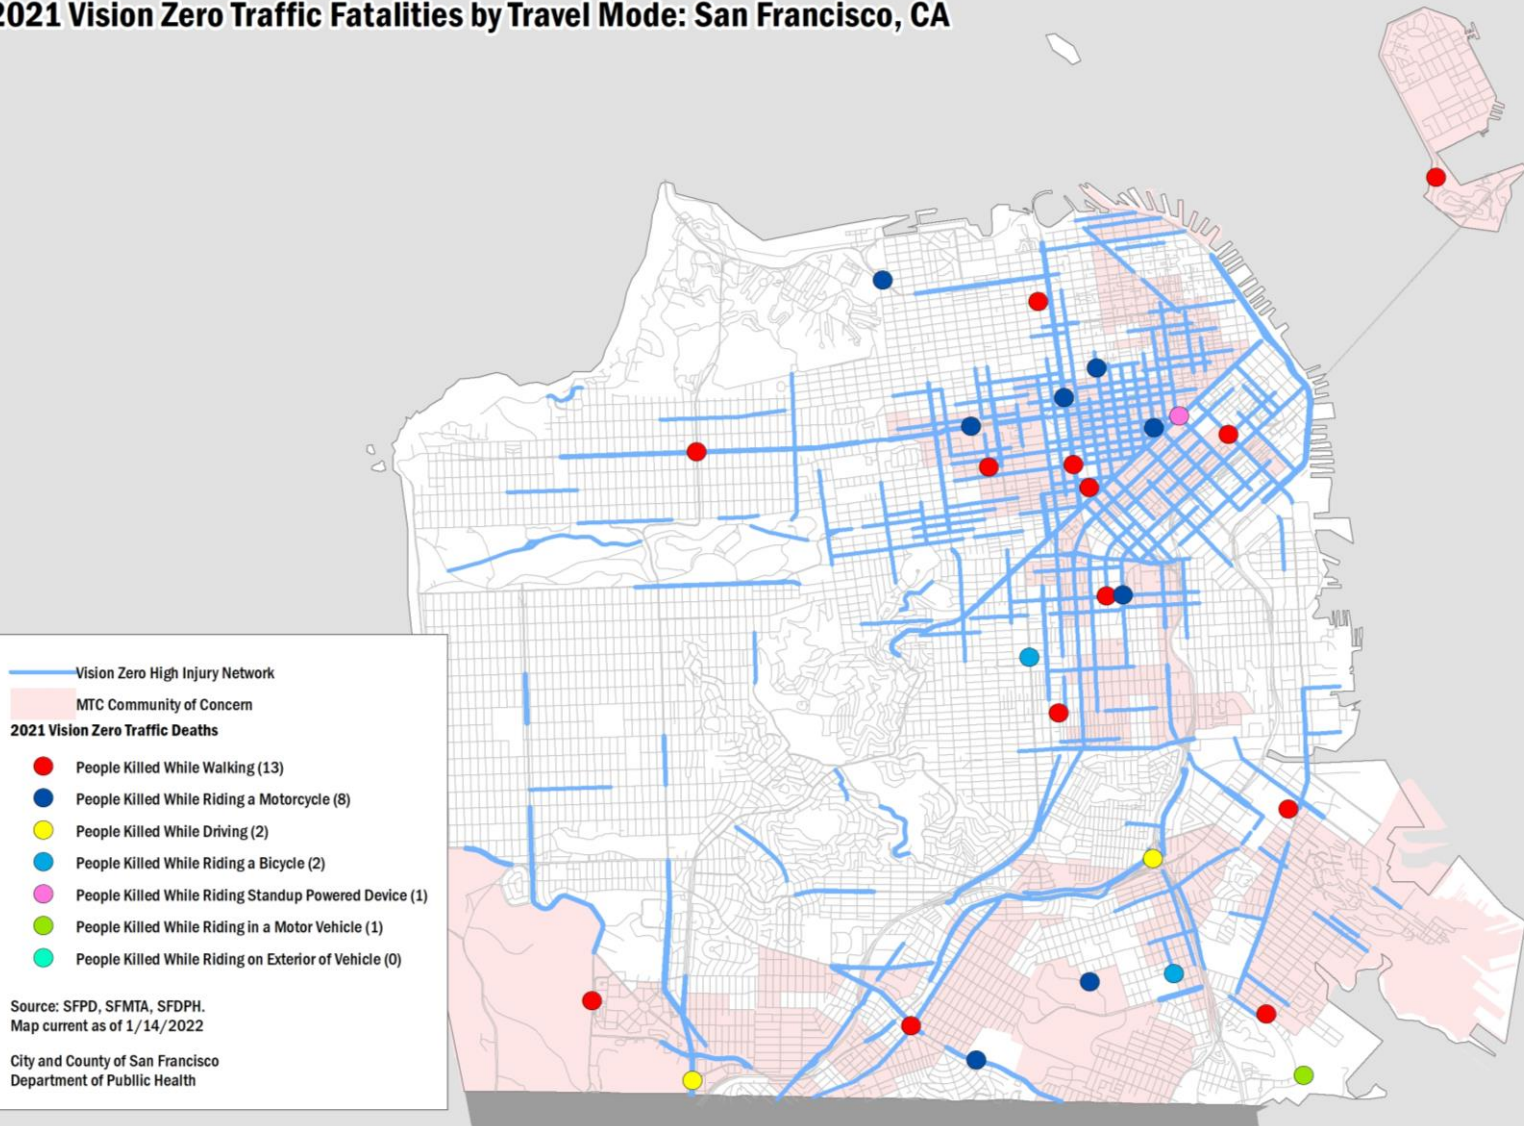 2021 Vision Zero Traffic Fatalities by Travel Mode: San Francisco, CA
Vision Zero High Injury Network
MTC Community of Concern
2021 Vision Zero Traffic Deaths
People Killed While Walking (13)
People Killed While Riding a Motorcycle (8)
People Killed While Driving (2)
People Killed While Riding a Bicycle (2)
People Killed While Riding Standup Powered Device (1)
People Killed While Riding in a Motor Vehicle (1)
People Killed While Riding on Exterior of Vehicle (0)
Source: SFPD, SFMTA, SFDPH.
Map current as of 1/14/2022
City and County of San Francisco
Department of Publlic Health